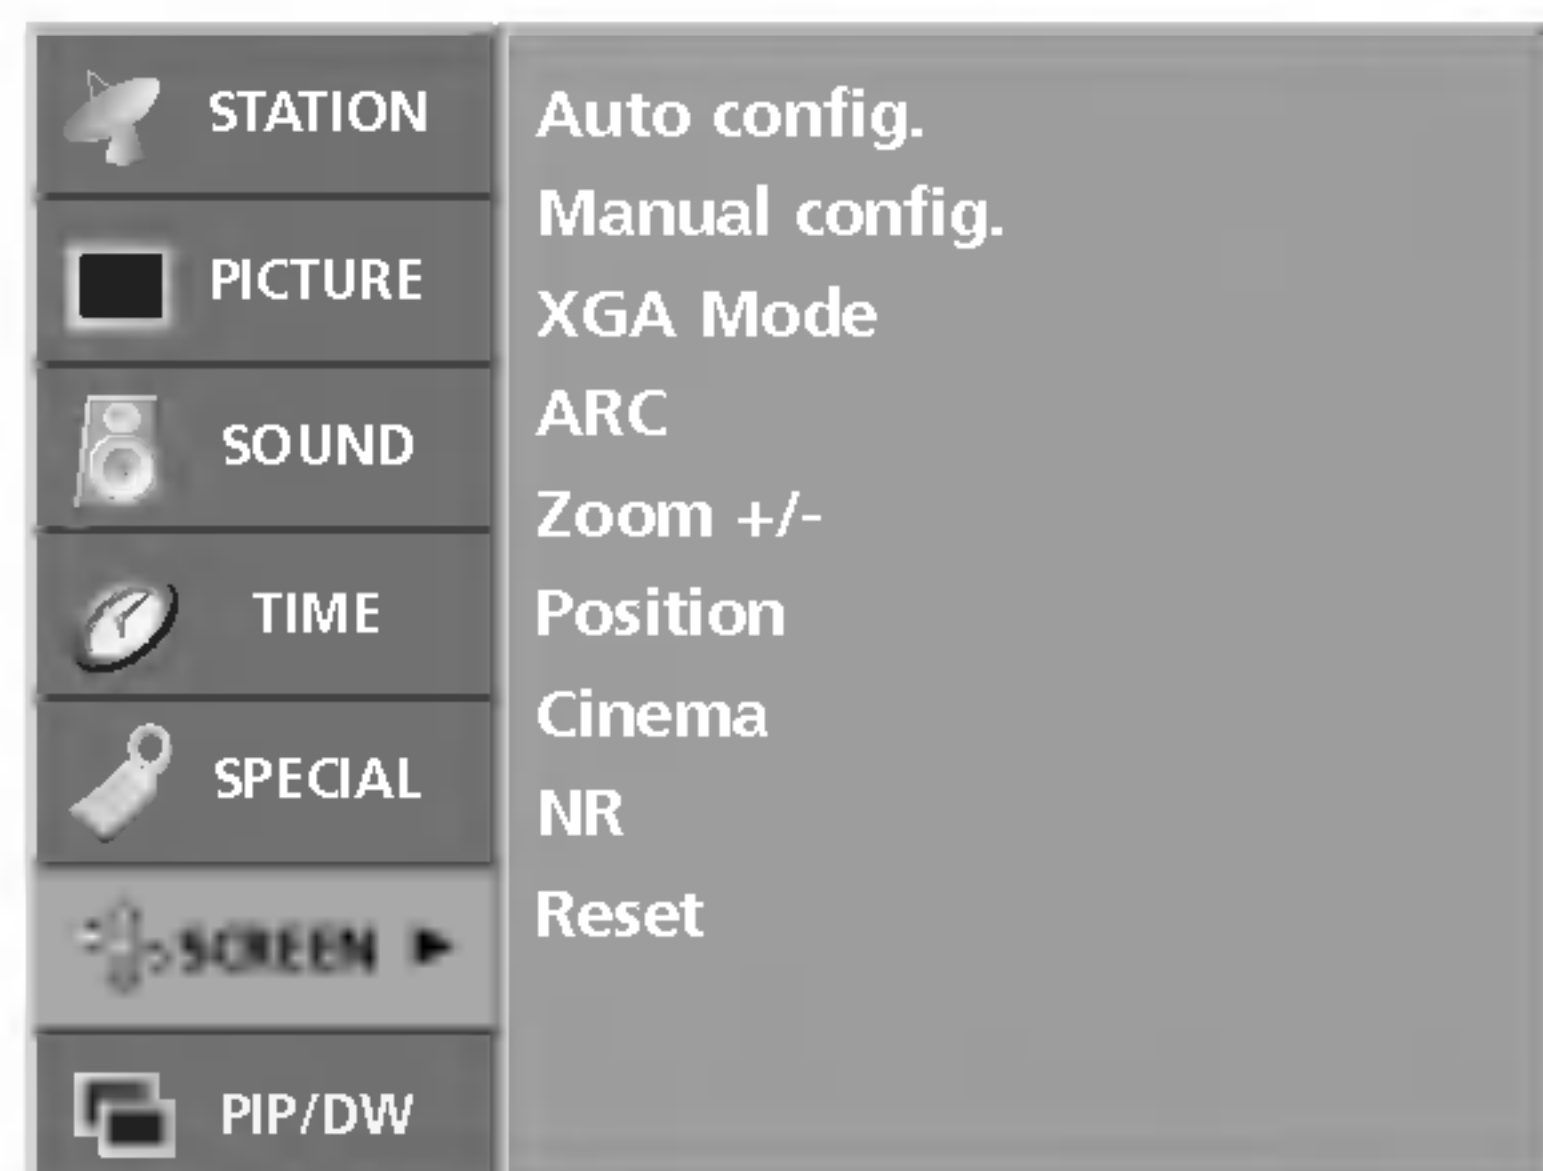 STATION
PICTURE
SOUND
TIME
SPECIAL
SCREEN
PIP/DW
Auto config.
Manual config.
XGA Mode
ARC
Zoom +/-
Position
Cinema
NR
Reset